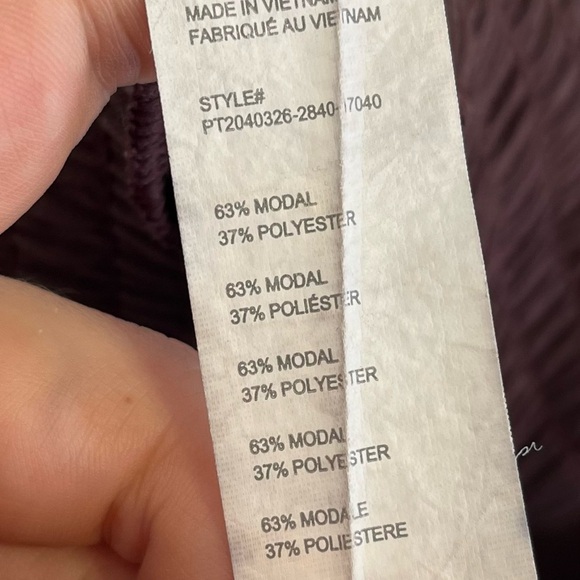 MADE IN VIETNAM
FABRIQUÉ AU VIETNAM
STYLE#
PT2040326-2840-17040
63% MODAL
37% POLYESTER
63% MODAL
37% POLIÉSTER
63% MODAL
37% POLYESTER
63% MODAL
37% POLYESTER
63% MODALE
37% POLIESTERE